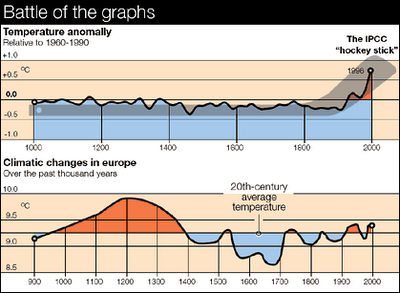 Battle of the graphs
Temperature anomaly
Relative to 1960-1990
The IPCC
"hockey stick"
+1.0
°C
+0.5
0.0
-0.5
-1.0
1998
1000 1200 1400 1600 1800 2000
Climatic changes in europe
Over the past thousand years
10.0
°C
9.5
9.0
8.5
20th-century
average
temperature
900 1000 1100 1200 1300 1400 1500 1600 1700 1800 1900 2000